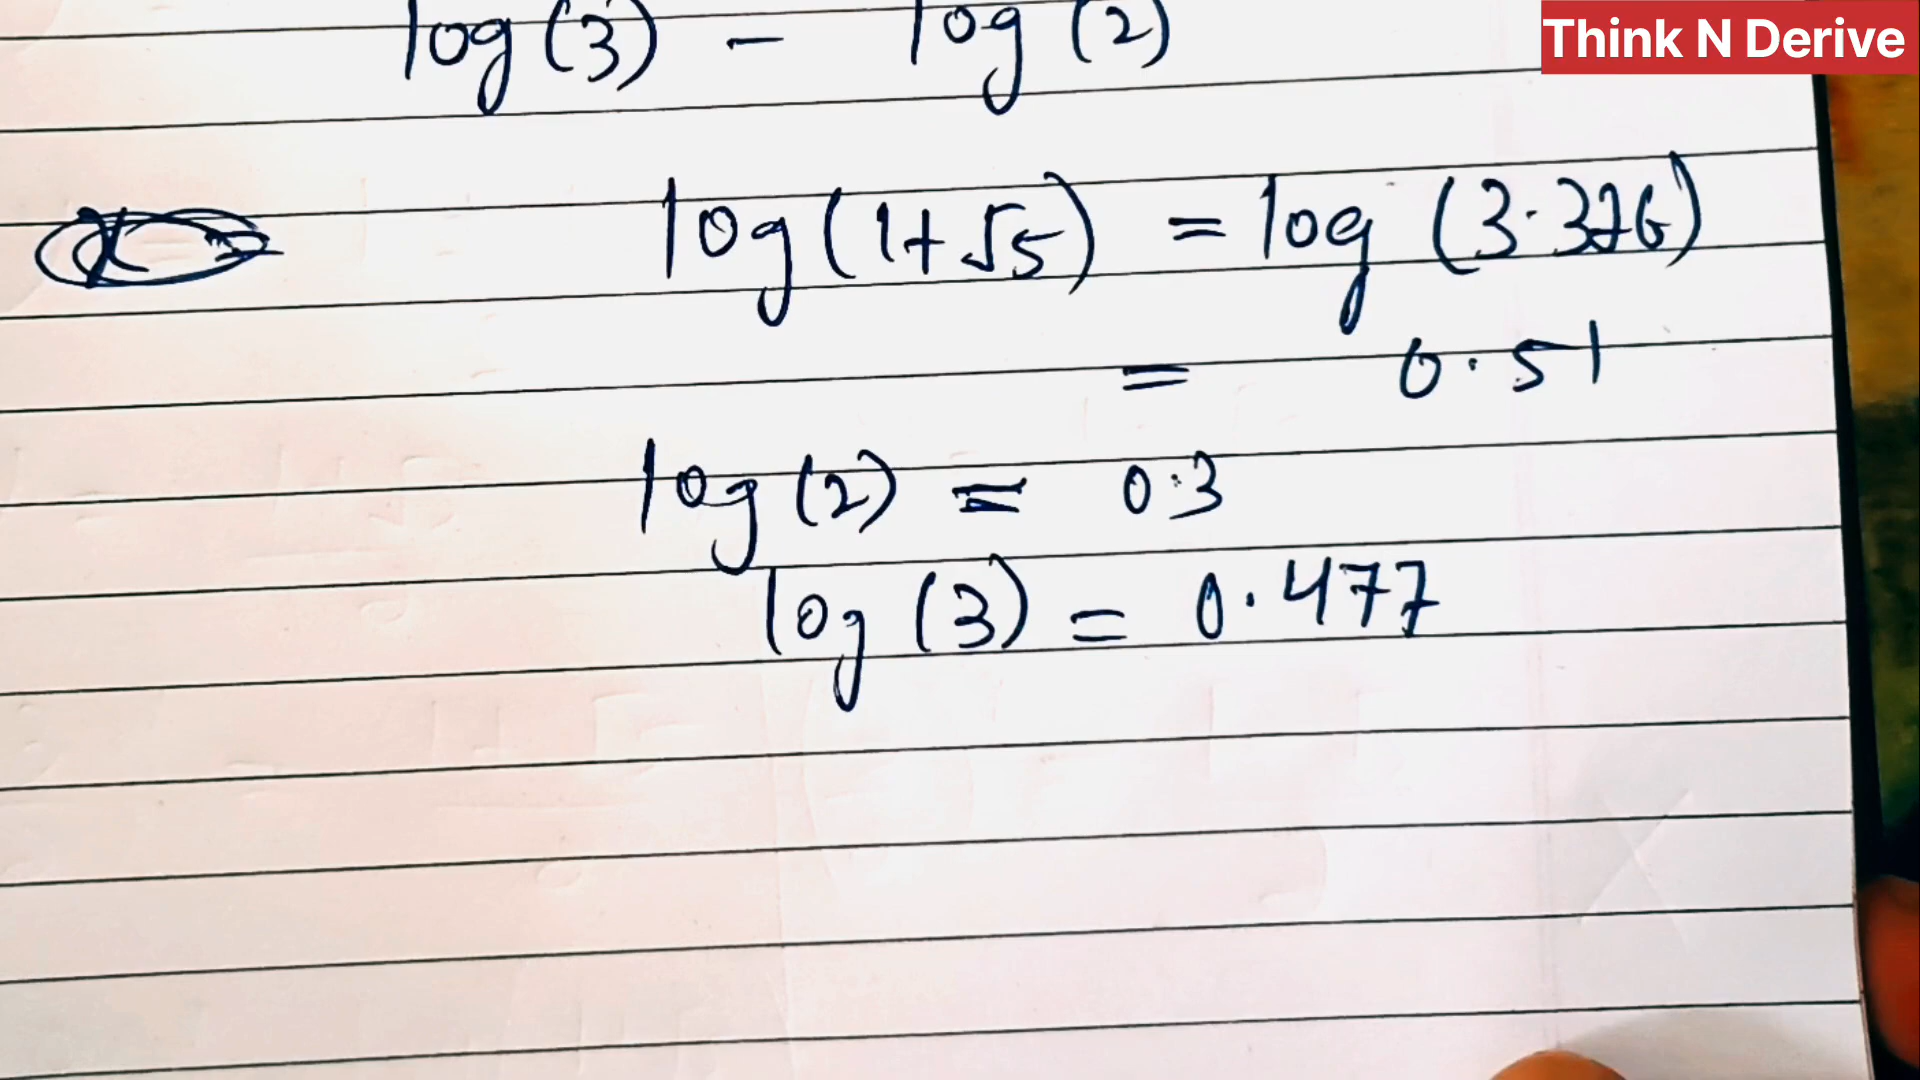 Think N Derive
log (3) - log (2)
log (1+√5) = log (3.326)
= 0.51
log (2) = 0.3
log (3) = 0.477